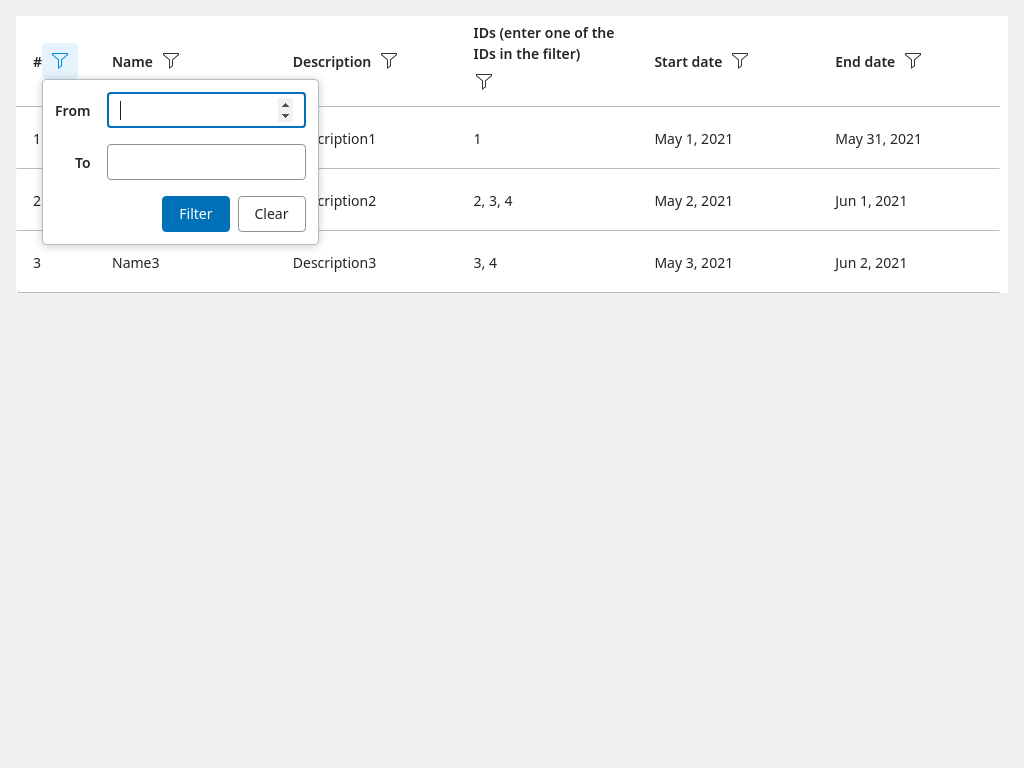 # Name Description IDs (enter one of the
IDs in the filter) Start date End date
From
To
Filter Clear
1 cription1 1 May 1, 2021 May 31, 2021
2 cription2 2, 3, 4 May 2, 2021 Jun 1, 2021
3 Name3 Description3 3, 4 May 3, 2021 Jun 2, 2021